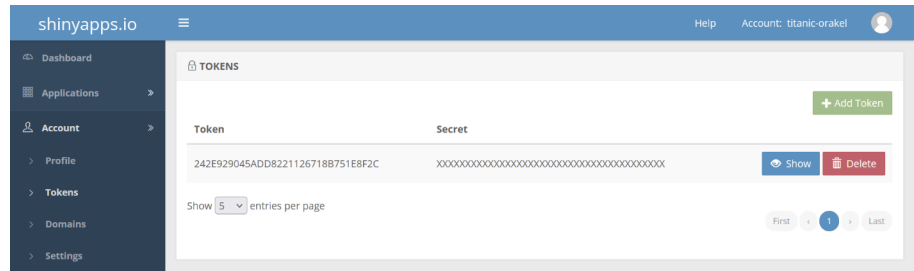 shinyapps.io
Help Account: titanic-orakel
Dashboard
Applications
Account
Profile
Tokens
Domains
Settings
TOKENS
Add Token
Token Secret
242E929045ADD8221126718B751E8F2C XXXXXXXXXXXXXXXXXXXXXXXXXXXXXXXXXXXXXXXX Show Delete
Show 5 entries per page
First ‹ 1 › Last